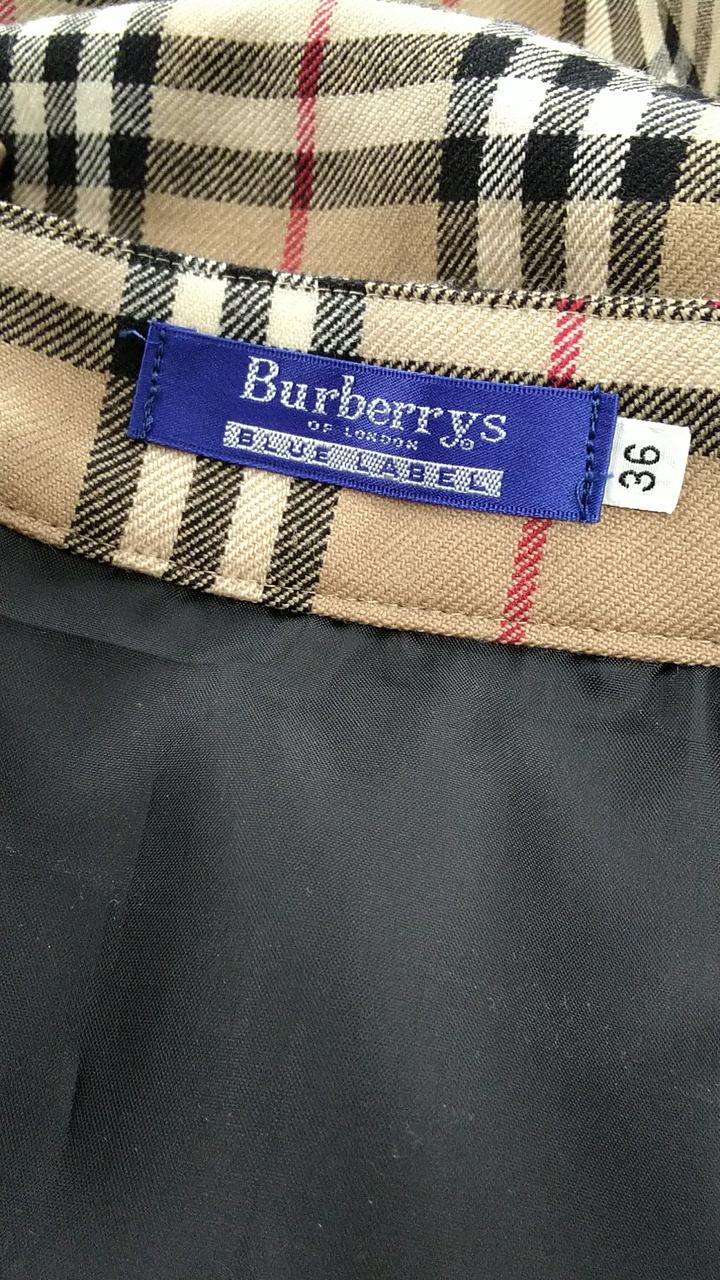 Burberrys®
OF LONDON
BLUE LABEL
36